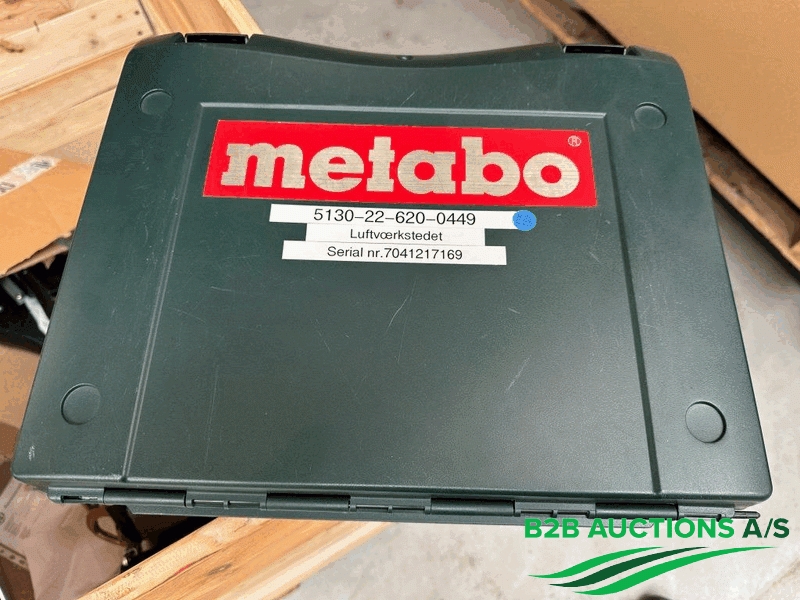 metabo®
5130-22-620-0449
Luftværkstedet
Serial nr.7041217169
B2B AUCTIONS A/S